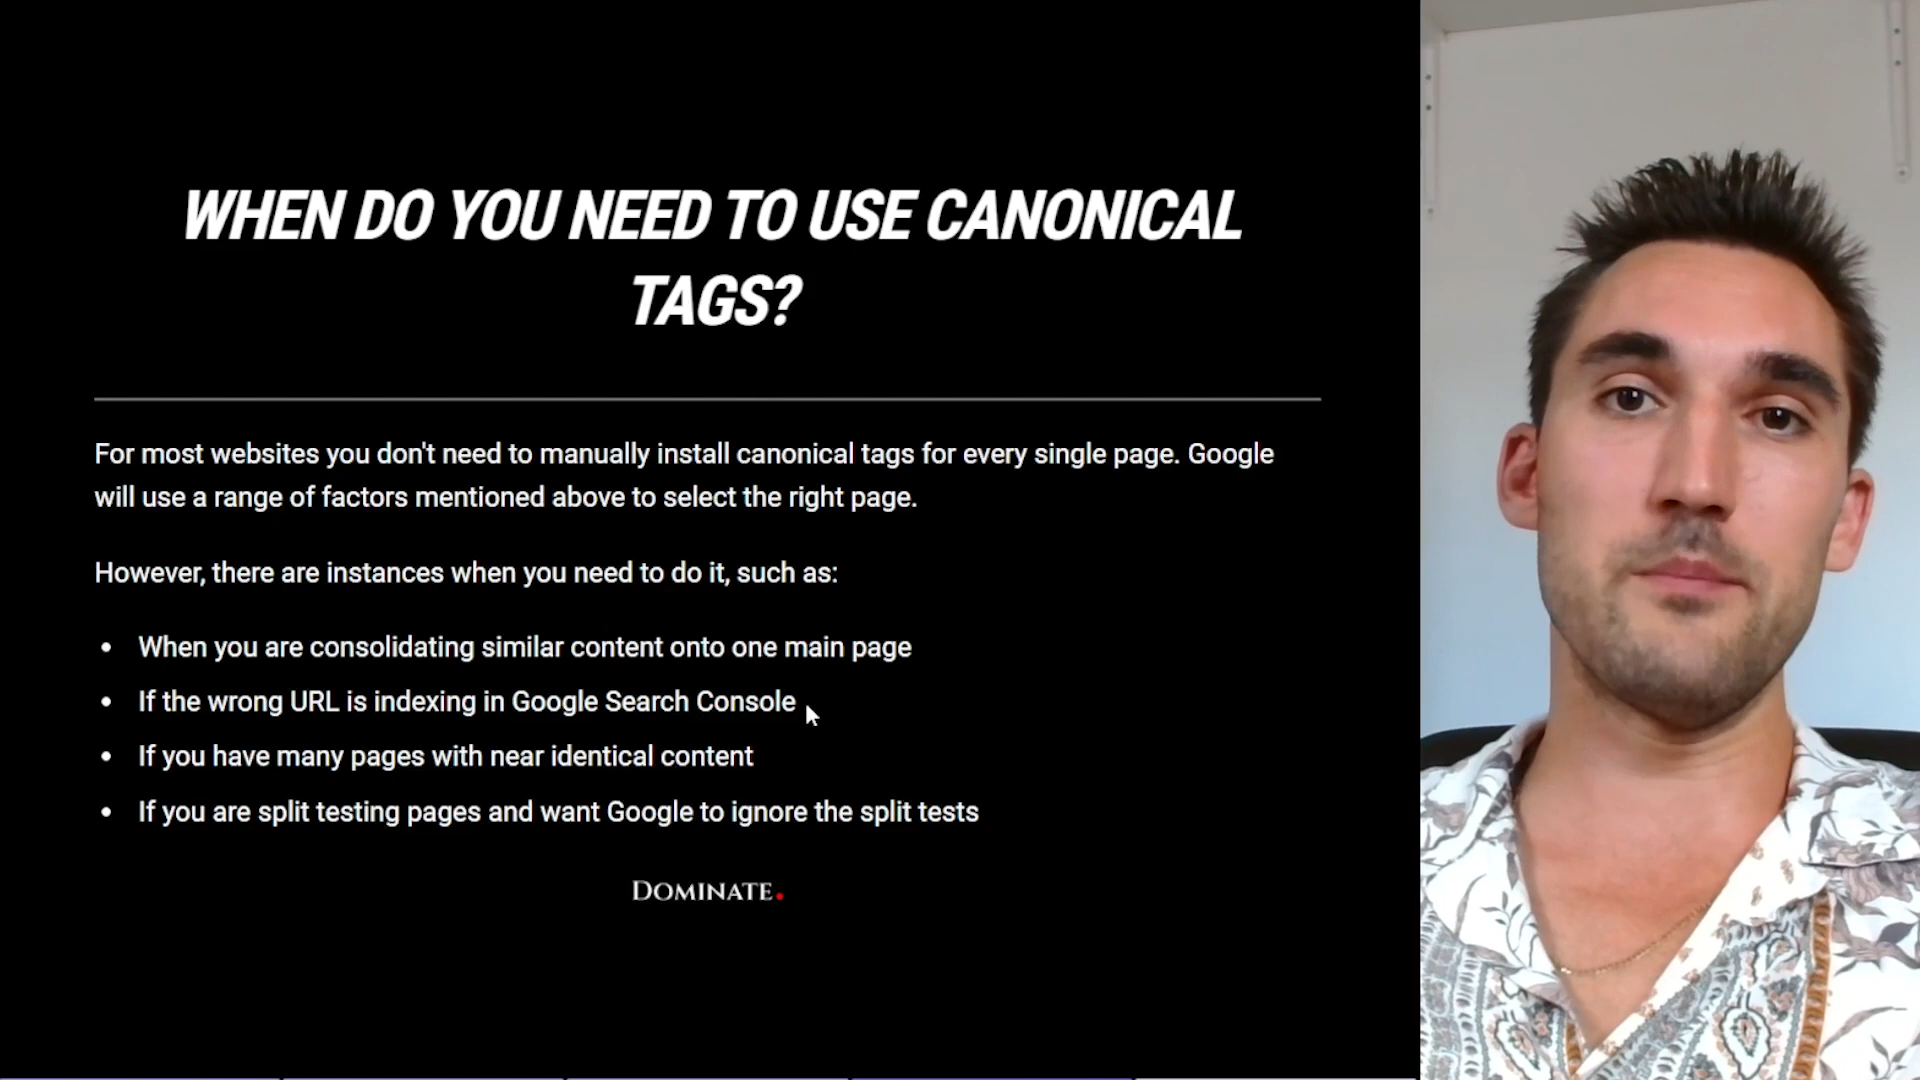 WHEN DO YOU NEED TO USE CANONICAL
TAGS?
For most websites you don't need to manually install canonical tags for every single page. Google
will use a range of factors mentioned above to select the right page.
However, there are instances when you need to do it, such as:
• When you are consolidating similar content onto one main page
• If the wrong URL is indexing in Google Search Console
• If you have many pages with near identical content
• If you are split testing pages and want Google to ignore the split tests
DOMINATE.